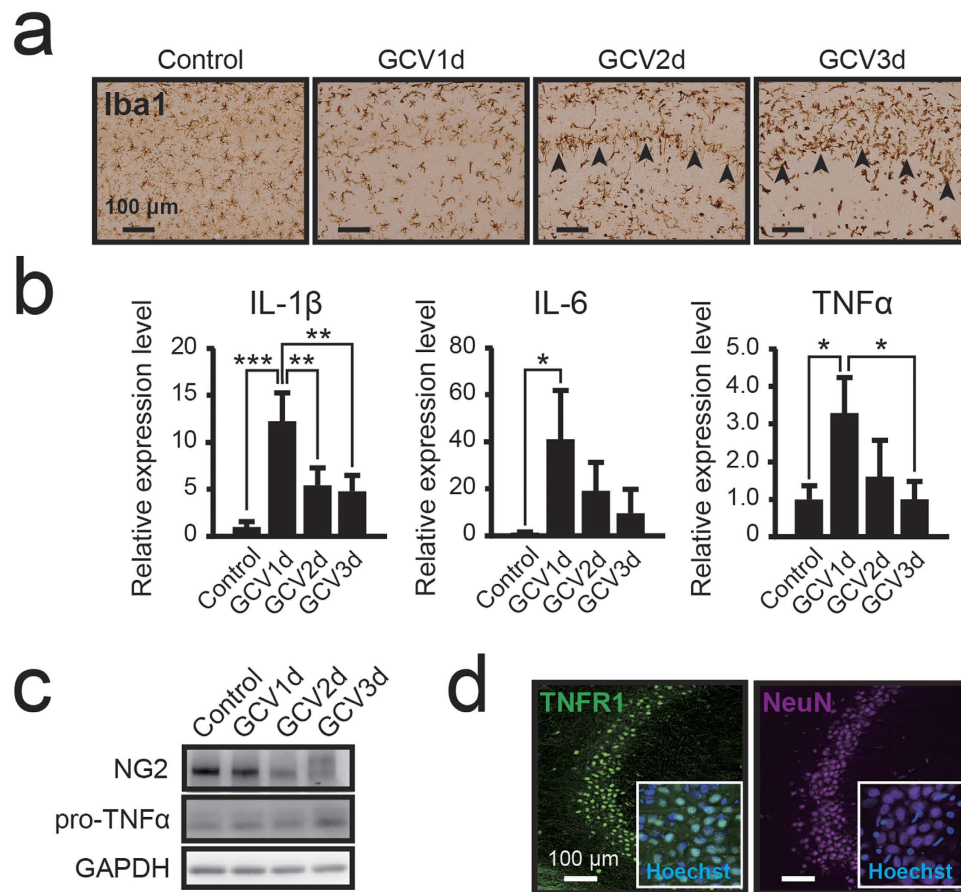 a
Control GCV1d GCV2d GCV3d
Iba1
100 µm
b
IL-1β IL-6 TNFα
Relative expression level
20
15
10
5
0
*** ** **
Control GCV1d GCV2d GCV3d
Relative expression level
80
60
40
20
0
*
Control GCV1d GCV2d GCV3d
Relative expression level
5.0
4.0
3.0
2.0
1.0
0
* *
Control GCV1d GCV2d GCV3d
c
Control GCV1d GCV2d GCV3d
NG2
pro-TNFα
GAPDH
d
TNFR1 NeuN
100 µm
Hoechst Hoechst